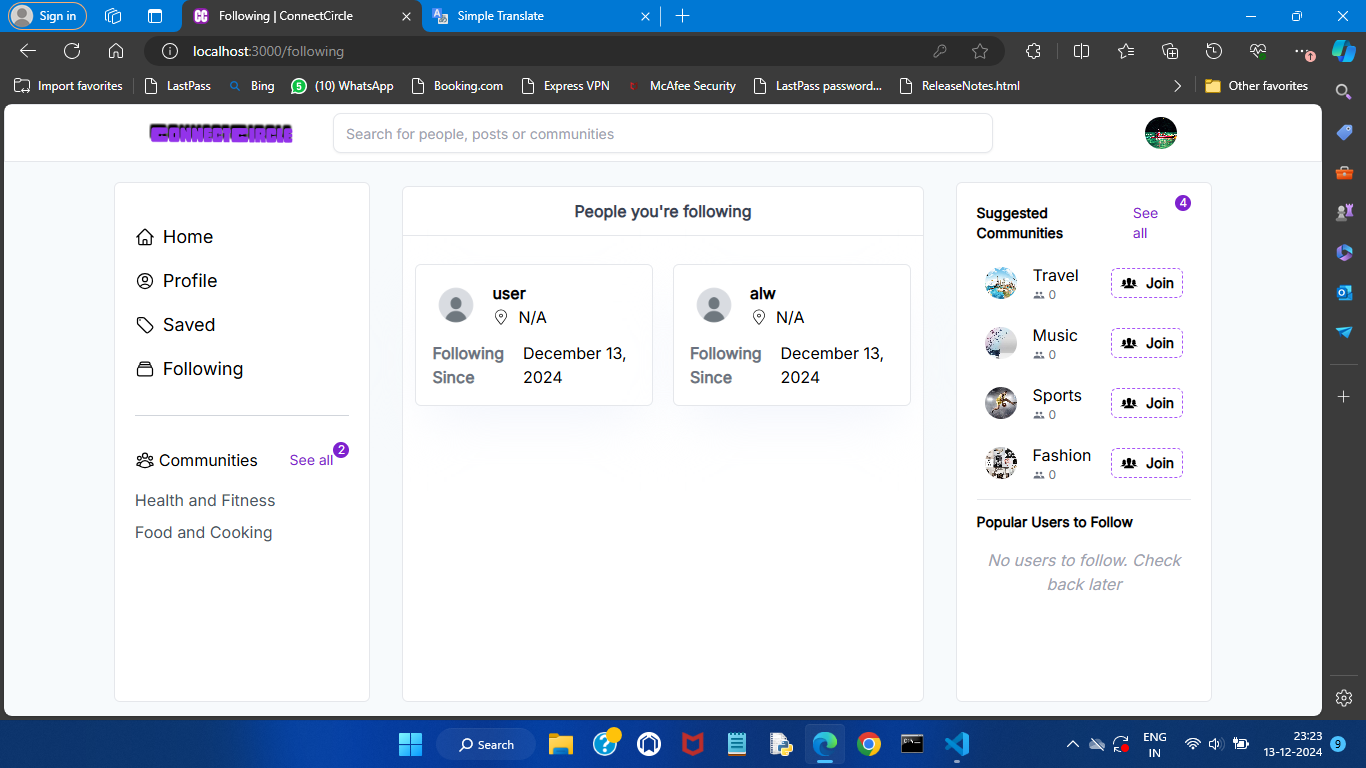 Sign in
Following | ConnectCircle
Simple Translate
localhost:3000/following
Import favorites
LastPass
Bing
5
(10) WhatsApp
Booking.com
Express VPN
McAfee Security
LastPass password...
ReleaseNotes.html
Other favorites
ConnectCircle
Search for people, posts or communities
Home
Profile
Saved
Following
Communities
See all
2
Health and Fitness
Food and Cooking
People you're following
user
N/A
Following
Since
December 13,
2024
alw
N/A
Following
Since
December 13,
2024
Suggested
Communities
See
all
4
Travel
0
Join
Music
0
Join
Sports
0
Join
Fashion
0
Join
Popular Users to Follow
No users to follow. Check
back later
Search
ENG
IN
23:23
13-12-2024
9